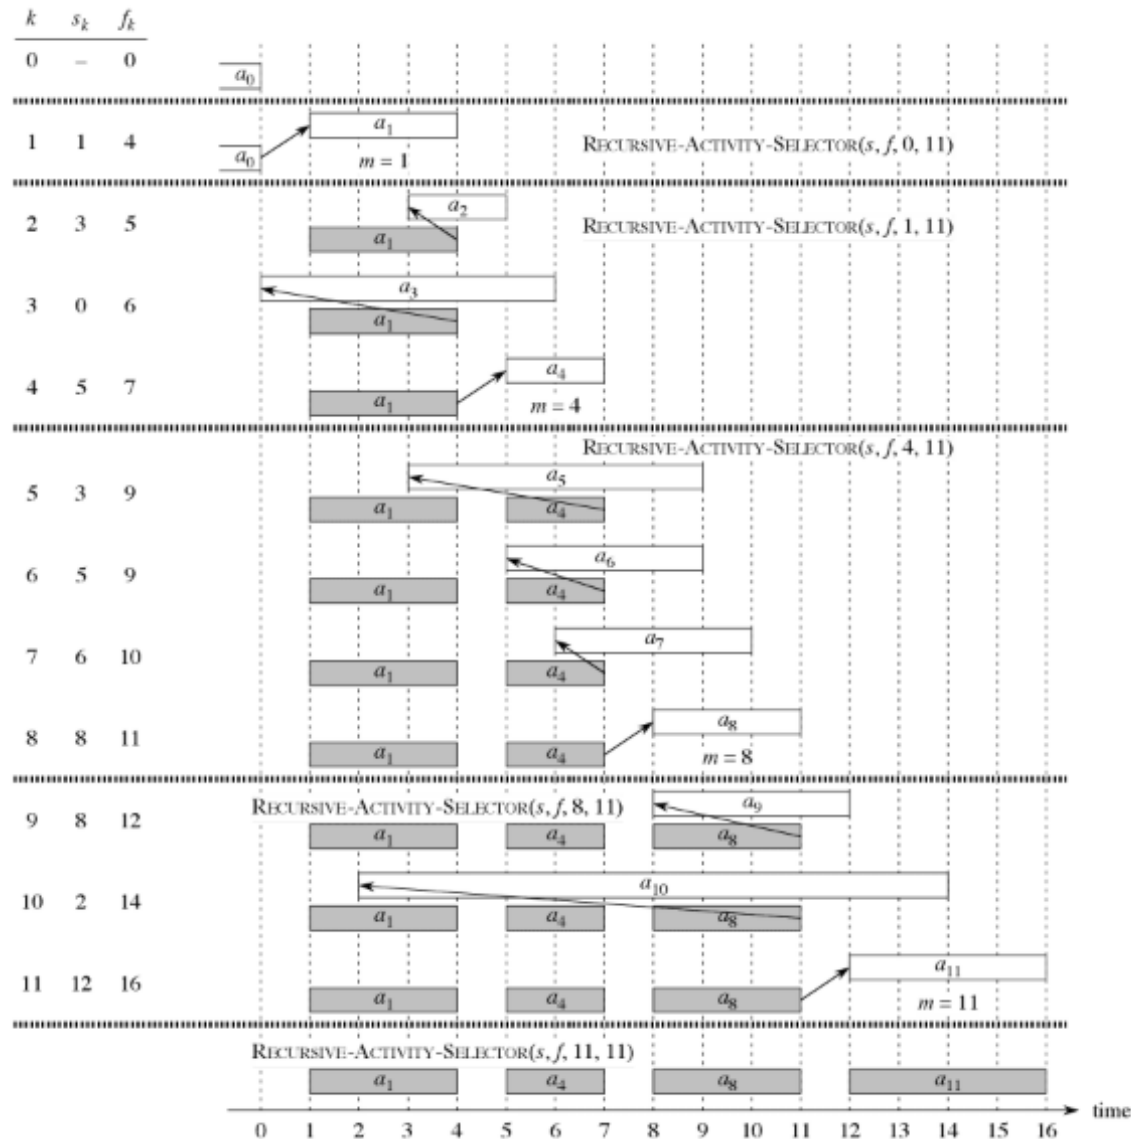 k s_k f_k
0 – 0
a_0
1 1 4
a_1
a_0
m = 1
RECURSIVE-ACTIVITY-SELECTOR(s, f, 0, 11)
2 3 5
a_2
a_1
RECURSIVE-ACTIVITY-SELECTOR(s, f, 1, 11)
3 0 6
a_3
a_1
4 5 7
a_4
a_1
m = 4
RECURSIVE-ACTIVITY-SELECTOR(s, f, 4, 11)
5 3 9
a_5
a_1 a_4
6 5 9
a_6
a_1 a_4
7 6 10
a_7
a_1 a_4
8 8 11
a_8
a_1 a_4
m = 8
RECURSIVE-ACTIVITY-SELECTOR(s, f, 8, 11)
9 8 12
a_9
a_1 a_4 a_8
10 2 14
a_10
a_1 a_4 a_8
11 12 16
a_11
a_1 a_4 a_8
m = 11
RECURSIVE-ACTIVITY-SELECTOR(s, f, 11, 11)
a_1 a_4 a_8 a_11
time
0 1 2 3 4 5 6 7 8 9 10 11 12 13 14 15 16